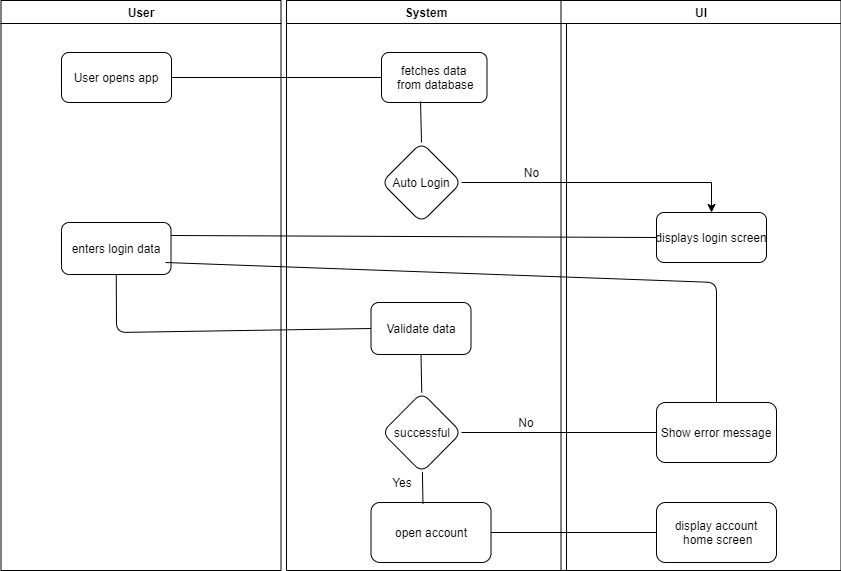 User
System
UI
User opens app
fetches data
from database
Auto Login
No
displays login screen
enters login data
Validate data
successful
No
Show error message
Yes
open account
display account
home screen